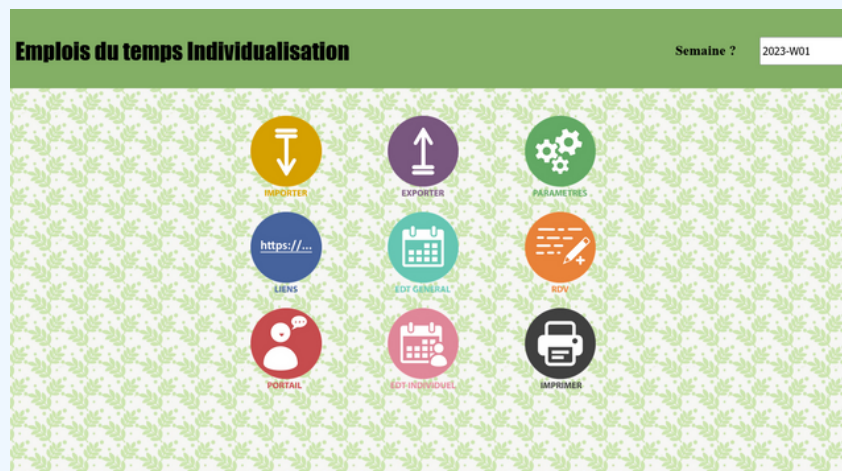 Emplois du temps Individualisation
Semaine ?
2023-W01
IMPORTER
EXPORTER
PARAMETRES
https://...
LIENS
EDT GENERAL
RDV
PORTAIL
EDT INDIVIDUEL
IMPRIMER